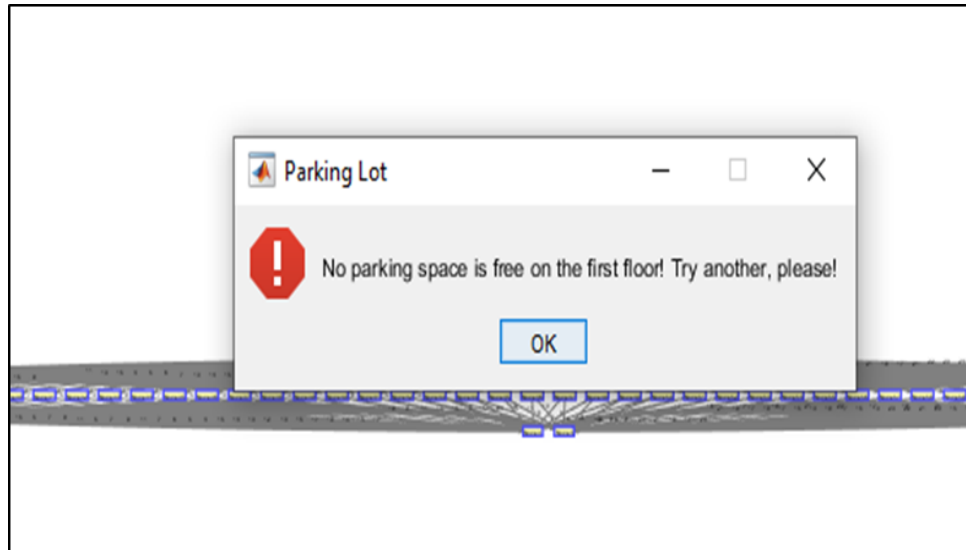 Parking Lot
No parking space is free on the first floor! Try another, please!
OK